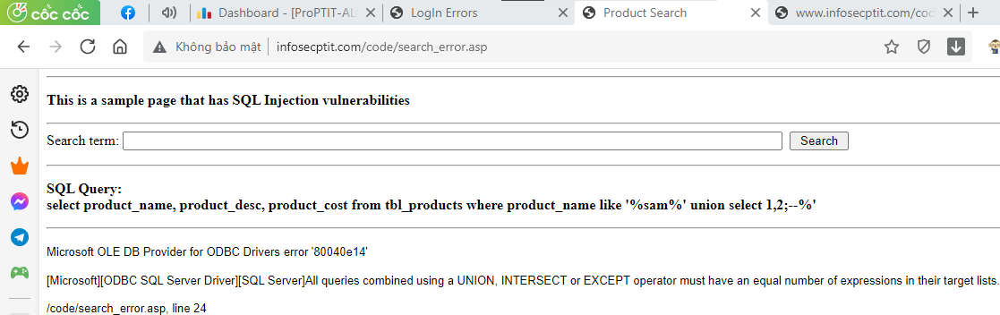 cốc cốc
Dashboard - [ProPTIT-AL
LogIn Errors
Product Search
www.infosecptit.com/cod
Không bảo mật
infosecptit.com/code/search_error.asp
This is a sample page that has SQL Injection vulnerabilities
Search term:
Search
SQL Query:
select product_name, product_desc, product_cost from tbl_products where product_name like '%sam%' union select 1,2;--%'
Microsoft OLE DB Provider for ODBC Drivers error '80040e14'
[Microsoft][ODBC SQL Server Driver][SQL Server]All queries combined using a UNION, INTERSECT or EXCEPT operator must have an equal number of expressions in their target lists.
/code/search_error.asp, line 24